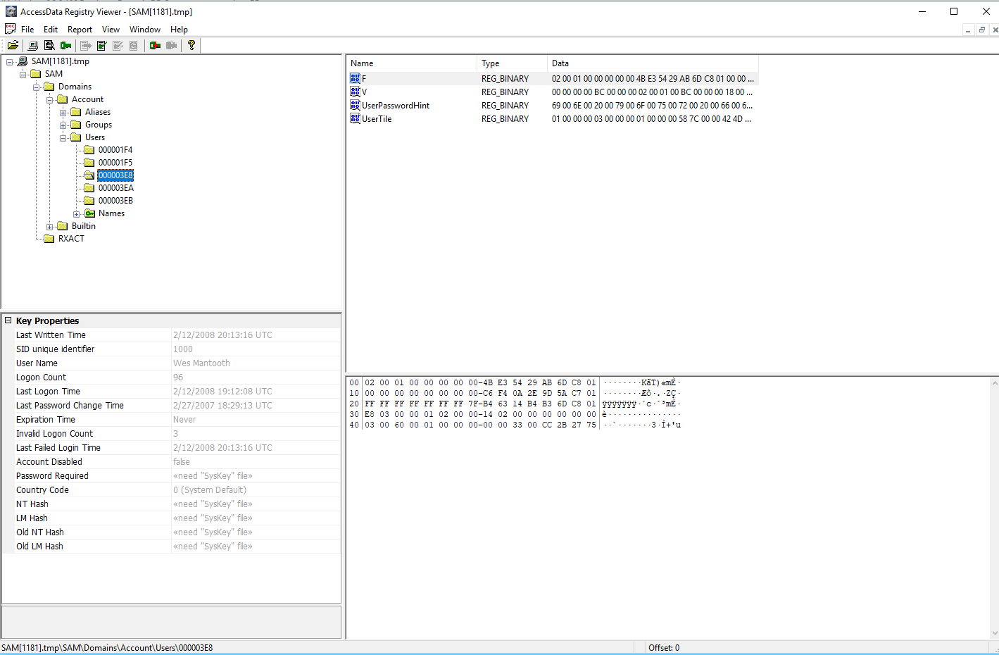 AccessData Registry Viewer - [SAM[1181].tmp]
File Edit Report View Window Help
SAM[1181].tmp
SAM
Domains
Account
Aliases
Groups
Users
000001F4
000001F5
000003E8
000003EA
000003EB
Names
Builtin
RXACT
Name Type Data
F REG_BINARY 02 00 01 00 00 00 00 00 4B E3 54 29 AB 6D C8 01 00 00 ...
V REG_BINARY 00 00 00 00 BC 00 00 00 02 00 01 00 BC 00 00 00 18 00 ...
UserPasswordHint REG_BINARY 69 00 6E 00 20 00 79 00 6F 00 75 00 72 00 20 00 66 00 6...
UserTile REG_BINARY 01 00 00 00 03 00 00 00 01 00 00 00 58 7C 00 00 42 4D ...
Key Properties
Last Written Time 2/12/2008 20:13:16 UTC
SID unique identifier 1000
User Name Wes Mantooth
Logon Count 96
Last Logon Time 2/12/2008 19:12:08 UTC
Last Password Change Time 2/27/2007 18:29:13 UTC
Expiration Time Never
Invalid Logon Count 3
Last Failed Login Time 2/12/2008 20:13:16 UTC
Account Disabled false
Password Required «need "SysKey" file»
Country Code 0 (System Default)
NT Hash «need "SysKey" file»
LM Hash «need "SysKey" file»
Old NT Hash «need "SysKey" file»
Old LM Hash «need "SysKey" file»
00 02 00 01 00 00 00 00 00-4B E3 54 29 AB 6D C8 01 ········KãT)«mÈ·
10 00 00 00 00 00 00 00 00-C6 F4 0A 2E 9D 5A C7 01 ········Æô·.·ZÇ·
20 FF FF FF FF FF FF FF 7F-B4 63 14 B4 B3 6D C8 01 ÿÿÿÿÿÿÿ·´c·´³mÈ·
30 E8 03 00 00 01 02 00 00-14 02 00 00 00 00 00 00 è···············
40 03 00 60 00 01 00 00 00-00 00 33 00 CC 2B 27 75 ··`·······3·Ì+'u
SAM[1181].tmp\SAM\Domains\Account\Users\000003E8
Offset: 0